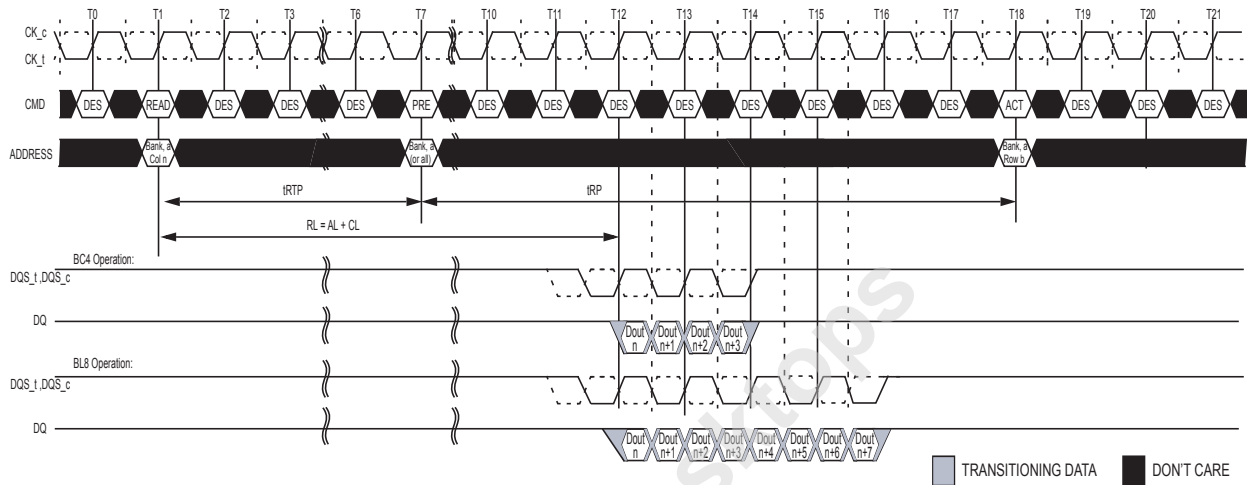 T0 T1 T2 T3 T6 T7 T10 T11 T12 T13 T14 T15 T16 T17 T18 T19 T20 T21
CK_c
CK_t
CMD DES READ DES DES DES PRE DES DES DES DES DES DES DES DES ACT DES DES DES
ADDRESS
Bank, a
Col n
Bank, a
(or all)
Bank, a
Row b
tRTP tRP
RL = AL + CL
BC4 Operation:
DQS_t ,DQS_c
DQ
Dout Dout Dout Dout
n n+1 n+2 n+3
BL8 Operation:
DQS_t ,DQS_c
DQ
Dout Dout Dout Dout Dout Dout Dout Dout
n n+1 n+2 n+3 n+4 n+5 n+6 n+7
sktops
TRANSITIONING DATA DON'T CARE